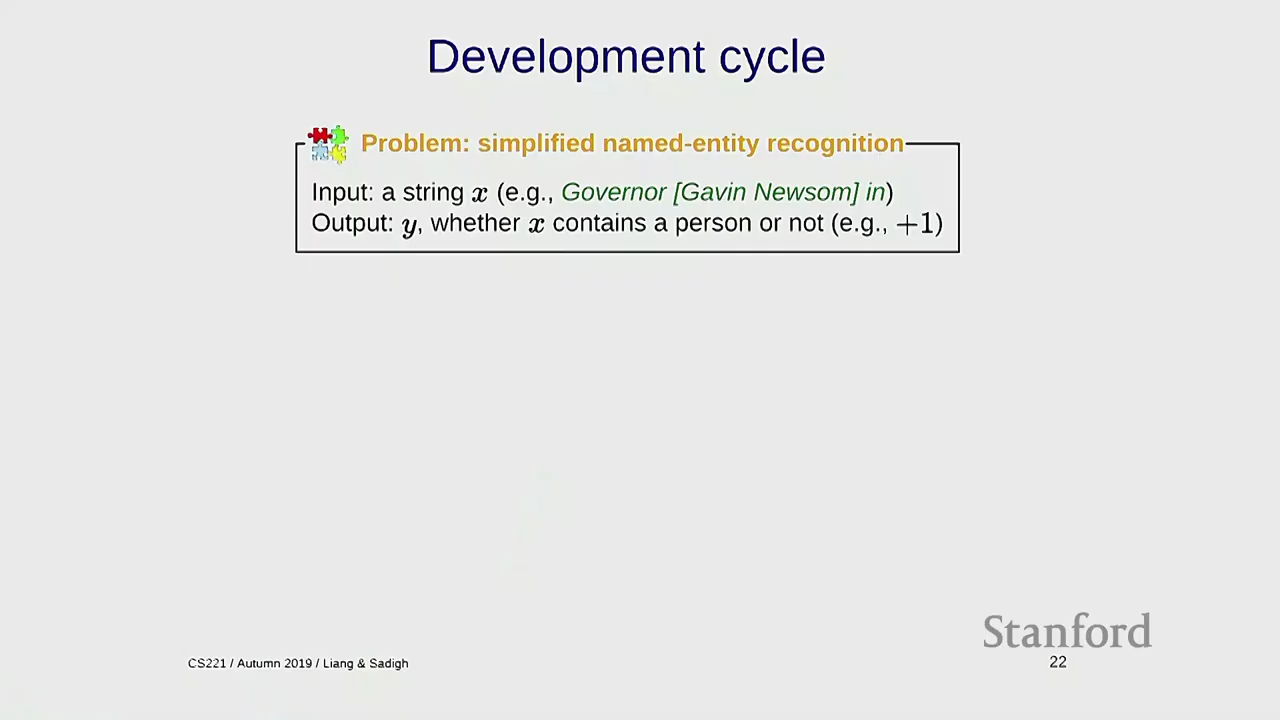 Development cycle
Problem: simplified named-entity recognition
Input: a string x (e.g., Governor [Gavin Newsom] in)
Output: y, whether x contains a person or not (e.g., +1)
Stanford
CS221 / Autumn 2019 / Liang & Sadigh
22